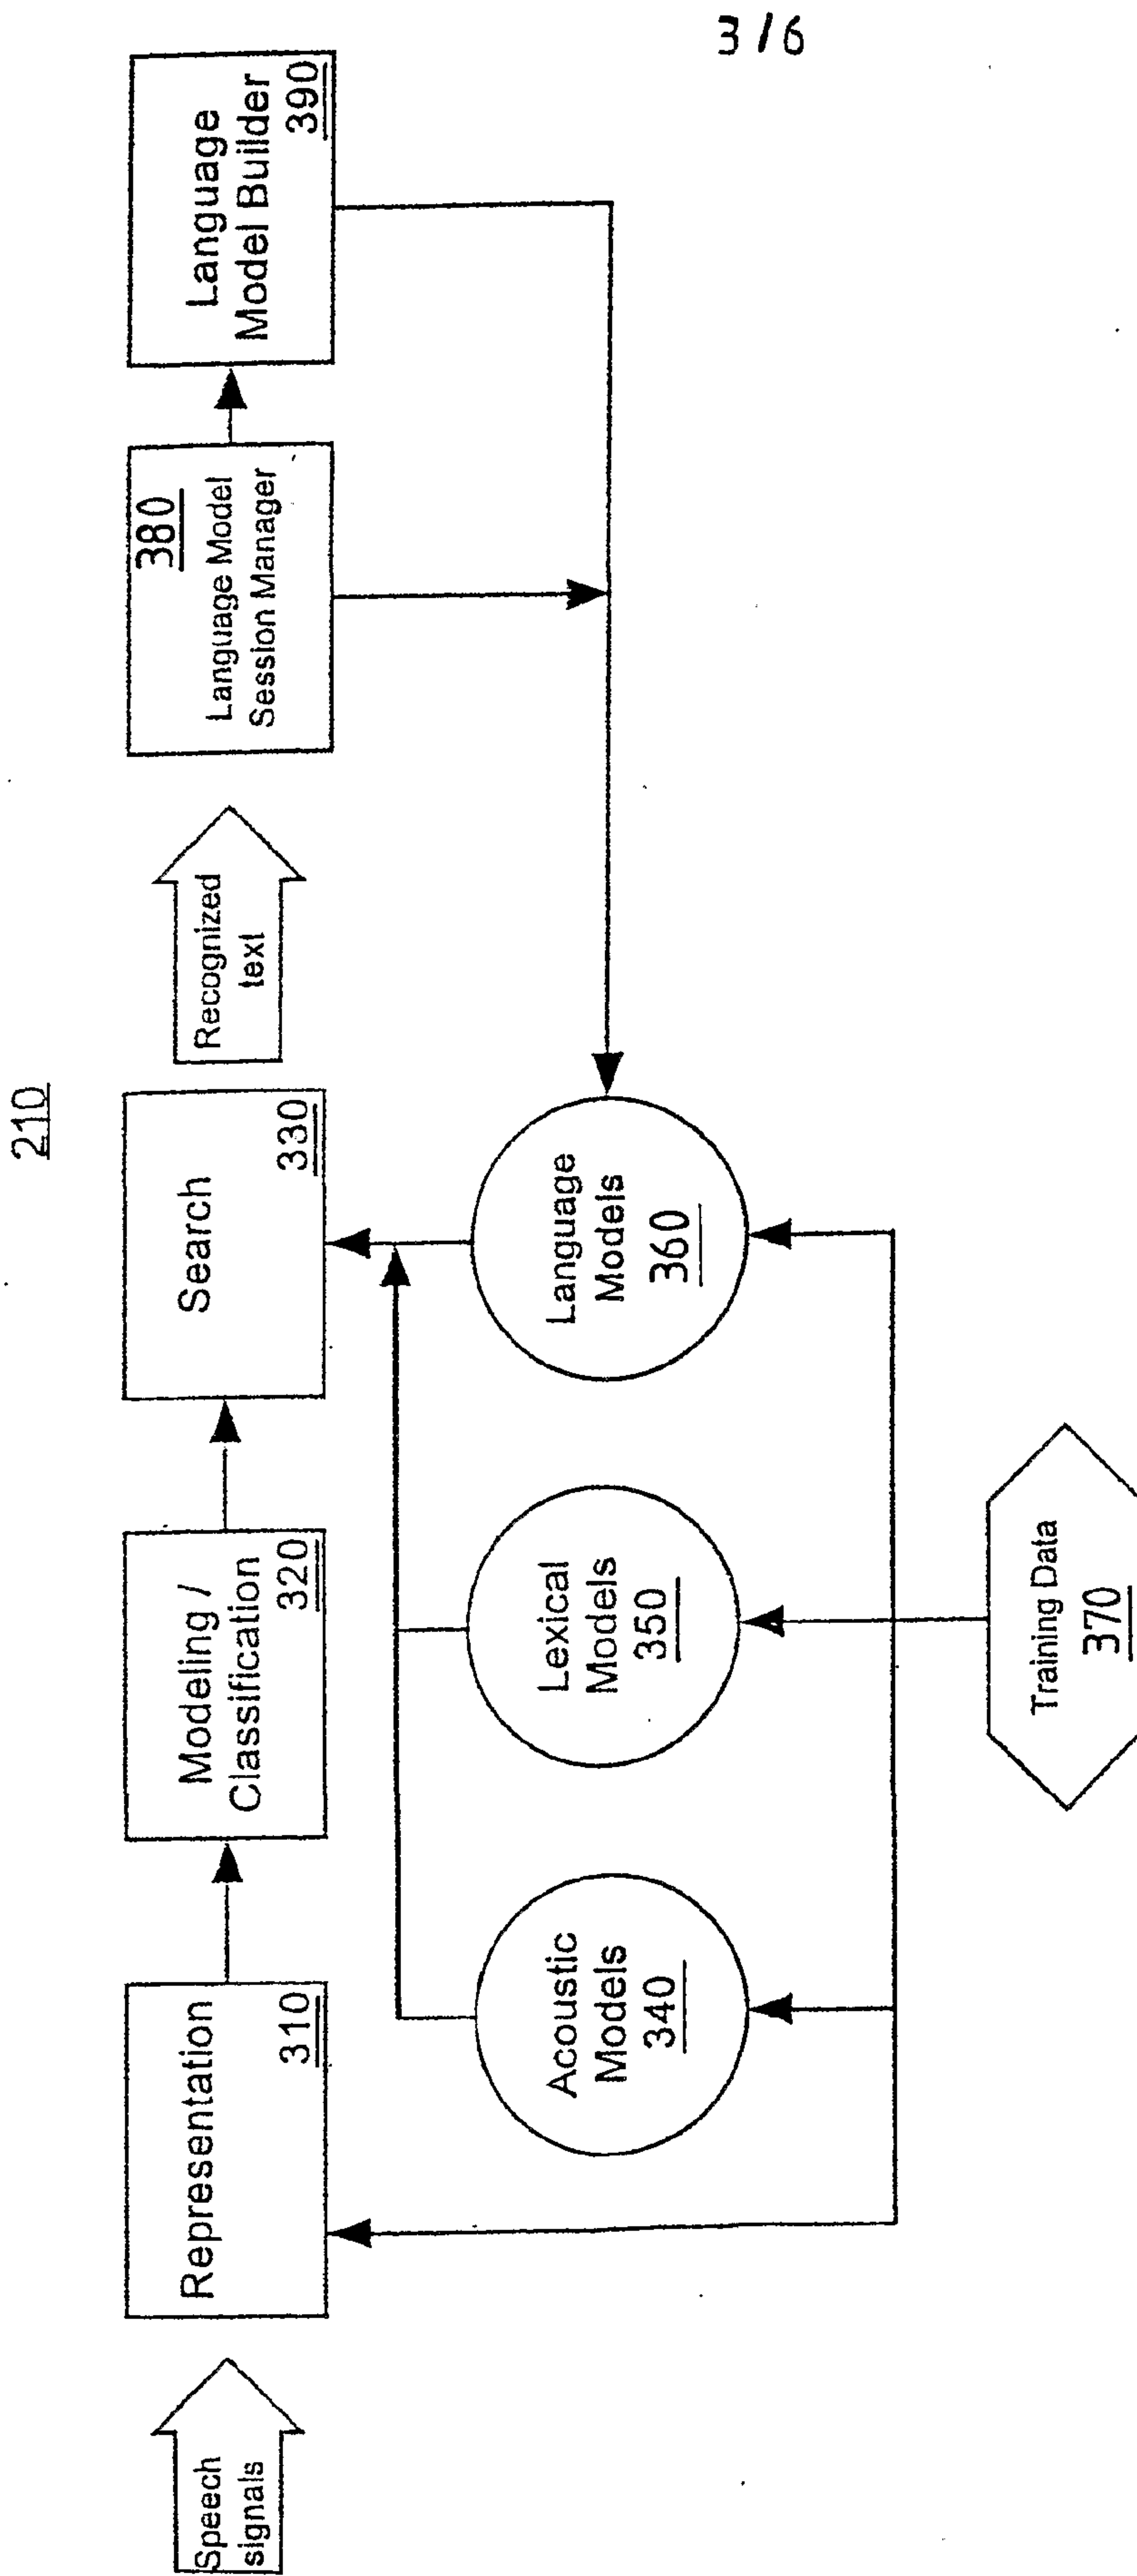 3/6
210
Speech
signals
Representation
310
Modeling /
Classification
320
Search
330
Recognized
text
380
Language Model
Session Manager
Language
Model Builder
390
Acoustic
Models
340
Lexical
Models
350
Language
Models
360
Training Data
370